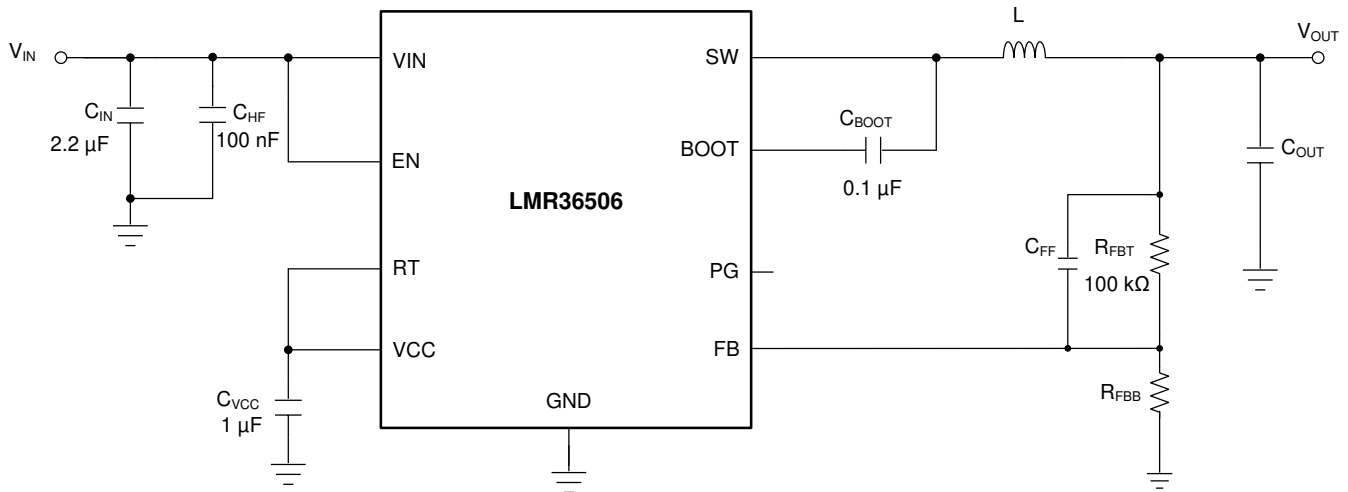 L
V_OUT
V_IN
VIN
SW
C_IN
2.2 µF
C_HF
100 nF
C_BOOT
0.1 µF
BOOT
C_OUT
EN
LMR36506
RT
PG
C_FF
R_FBT
100 kΩ
VCC
FB
C_VCC
1 µF
GND
R_FBB